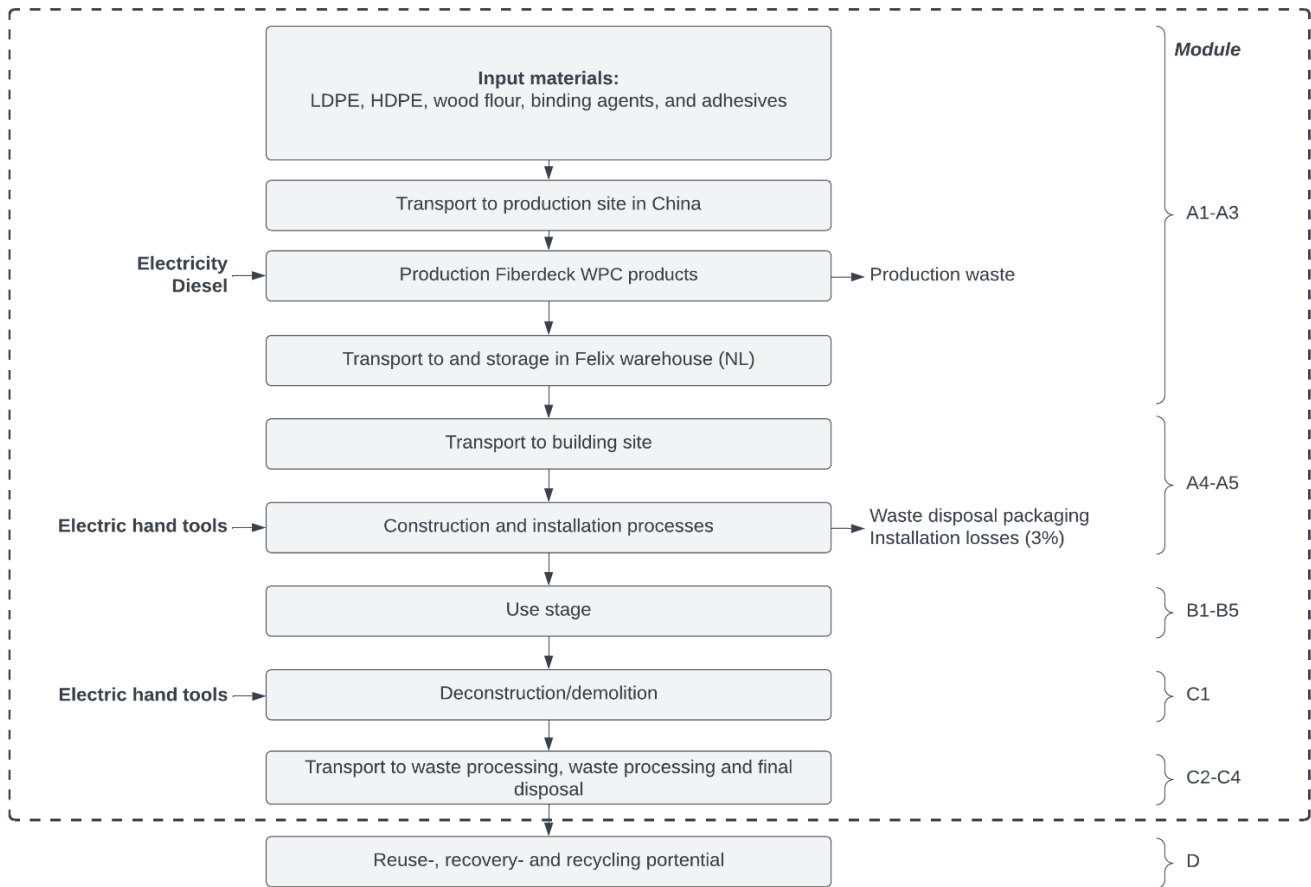 Module
Input materials:
LDPE, HDPE, wood flour, binding agents, and adhesives
Transport to production site in China
A1-A3
Electricity
Diesel
Production Fiberdeck WPC products
Production waste
Transport to and storage in Felix warehouse (NL)
Transport to building site
A4-A5
Electric hand tools
Construction and installation processes
Waste disposal packaging
Installation losses (3%)
Use stage
B1-B5
Electric hand tools
Deconstruction/demolition
C1
Transport to waste processing, waste processing and final
disposal
C2-C4
Reuse-, recovery- and recycling portential
D